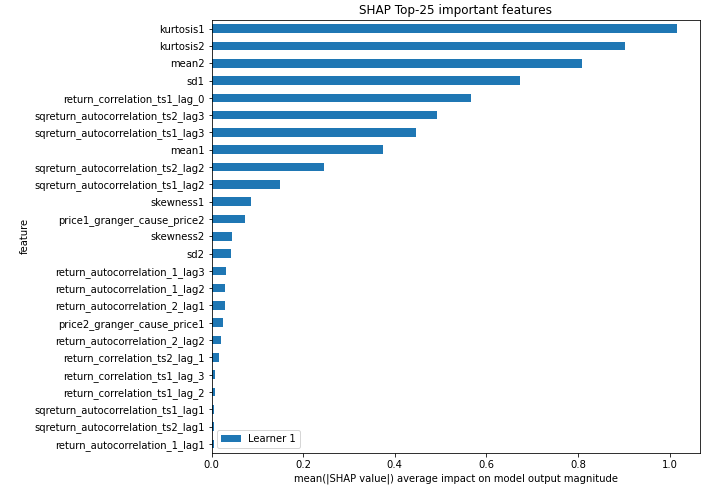 SHAP Top-25 important features
kurtosis1
kurtosis2
mean2
sd1
return_correlation_ts1_lag_0
sqreturn_autocorrelation_ts2_lag3
sqreturn_autocorrelation_ts1_lag3
mean1
sqreturn_autocorrelation_ts2_lag2
sqreturn_autocorrelation_ts1_lag2
skewness1
price1_granger_cause_price2
skewness2
sd2
return_autocorrelation_1_lag3
return_autocorrelation_1_lag2
return_autocorrelation_2_lag1
price2_granger_cause_price1
return_autocorrelation_2_lag2
return_correlation_ts2_lag_1
return_correlation_ts1_lag_3
return_correlation_ts1_lag_2
sqreturn_autocorrelation_ts1_lag1
sqreturn_autocorrelation_ts2_lag1
return_autocorrelation_1_lag1
feature
Learner 1
0.0 0.2 0.4 0.6 0.8 1.0
mean(|SHAP value|) average impact on model output magnitude